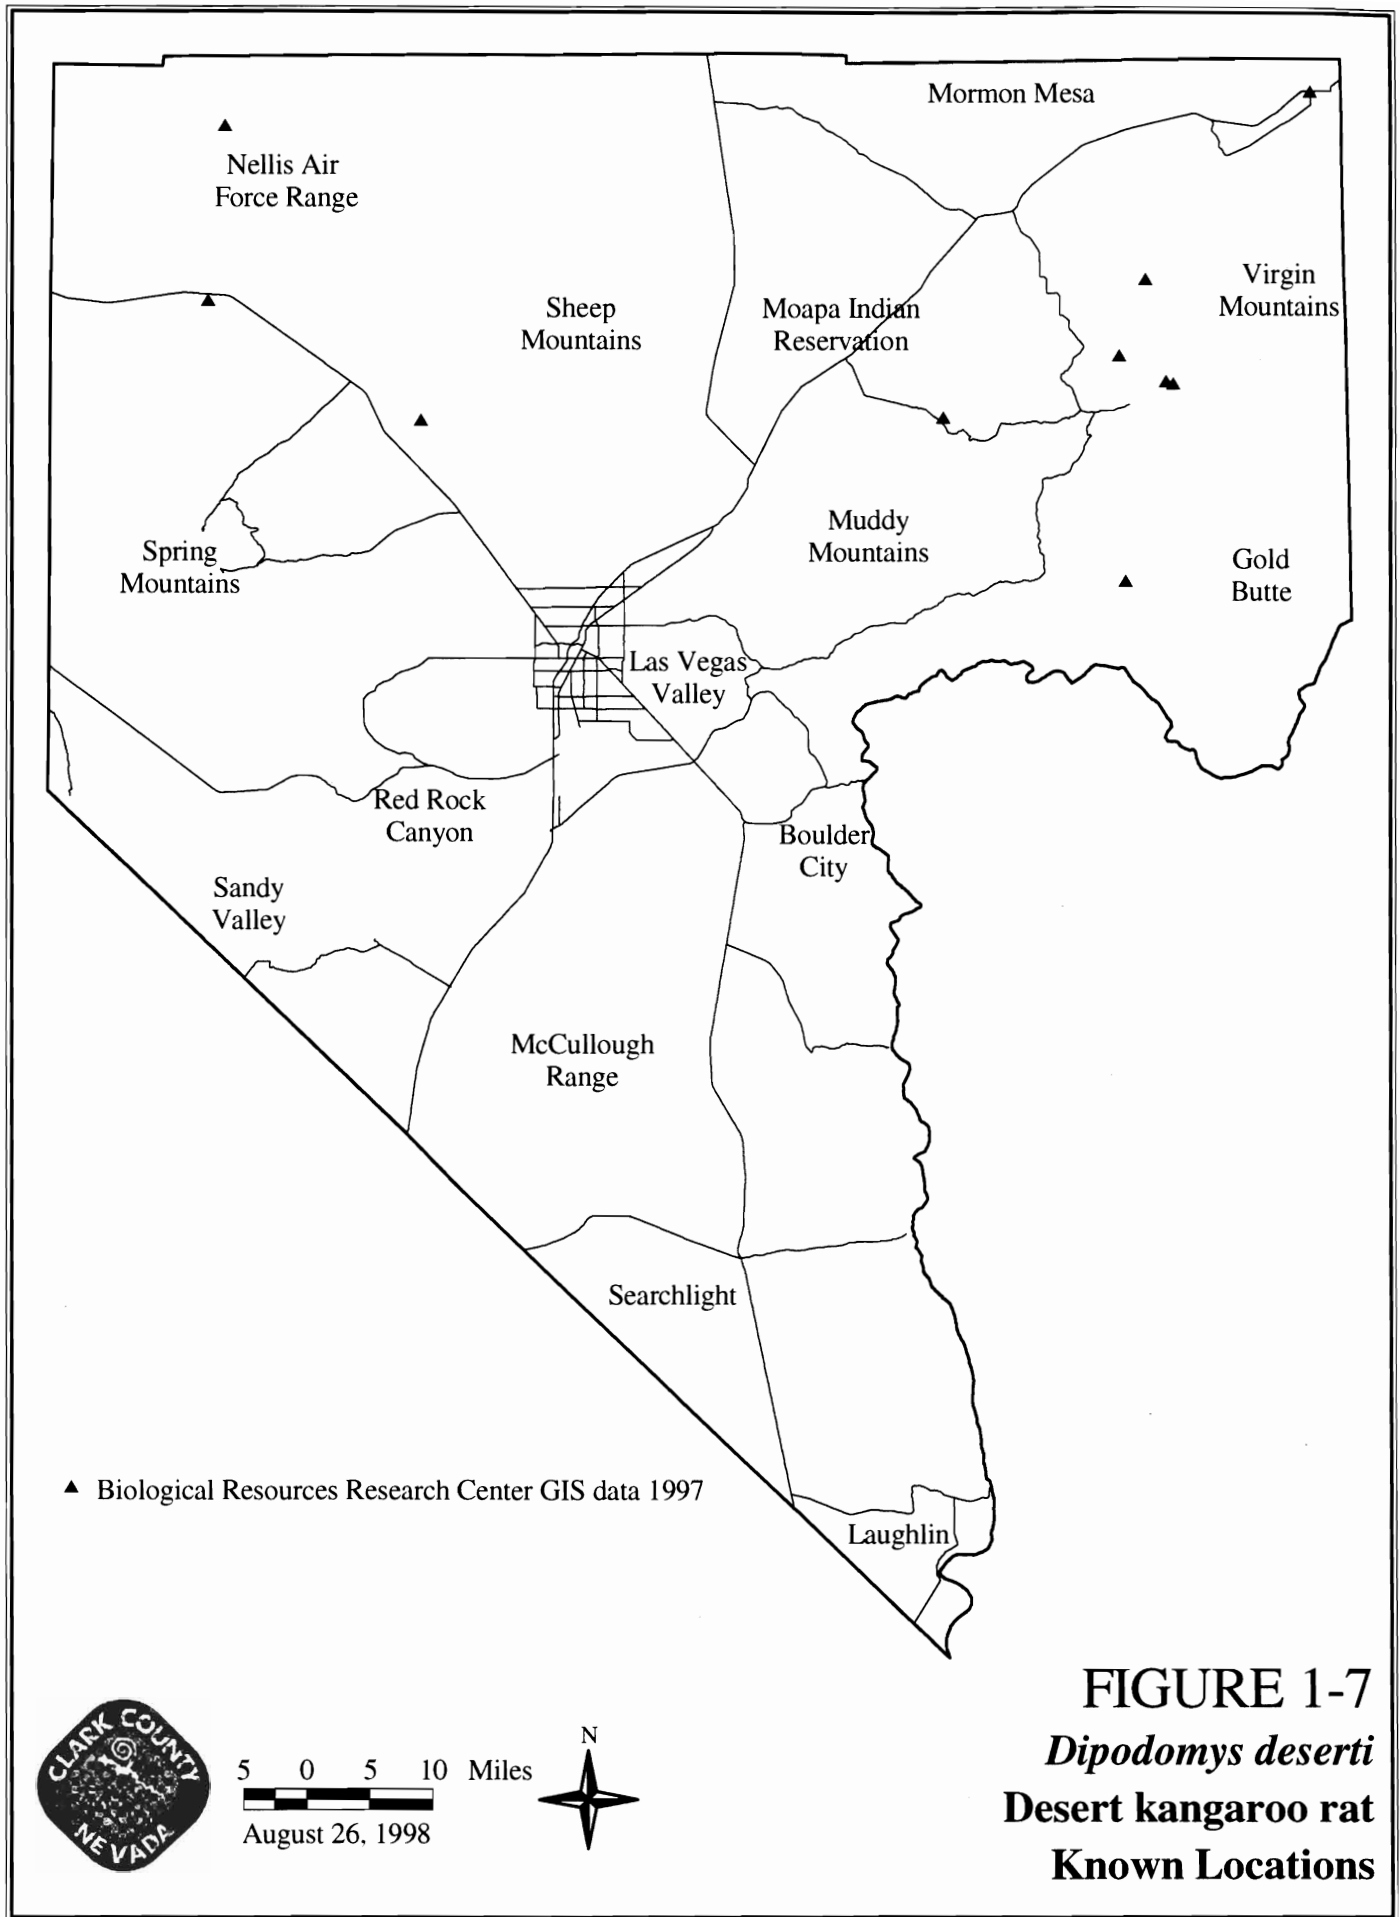 Mormon Mesa
Nellis Air
Force Range
Virgin
Mountains
Sheep
Mountains
Moapa Indian
Reservation
Muddy
Mountains
Spring
Mountains
Gold
Butte
Las Vegas
Valley
Red Rock
Canyon
Boulder
City
Sandy
Valley
McCullough
Range
Searchlight
Biological Resources Research Center GIS data 1997
Laughlin
FIGURE 1-7
Dipodomys deserti
Desert kangaroo rat
Known Locations
CLARK COUNTY
NEVADA
5 0 5 10 Miles
August 26, 1998
N